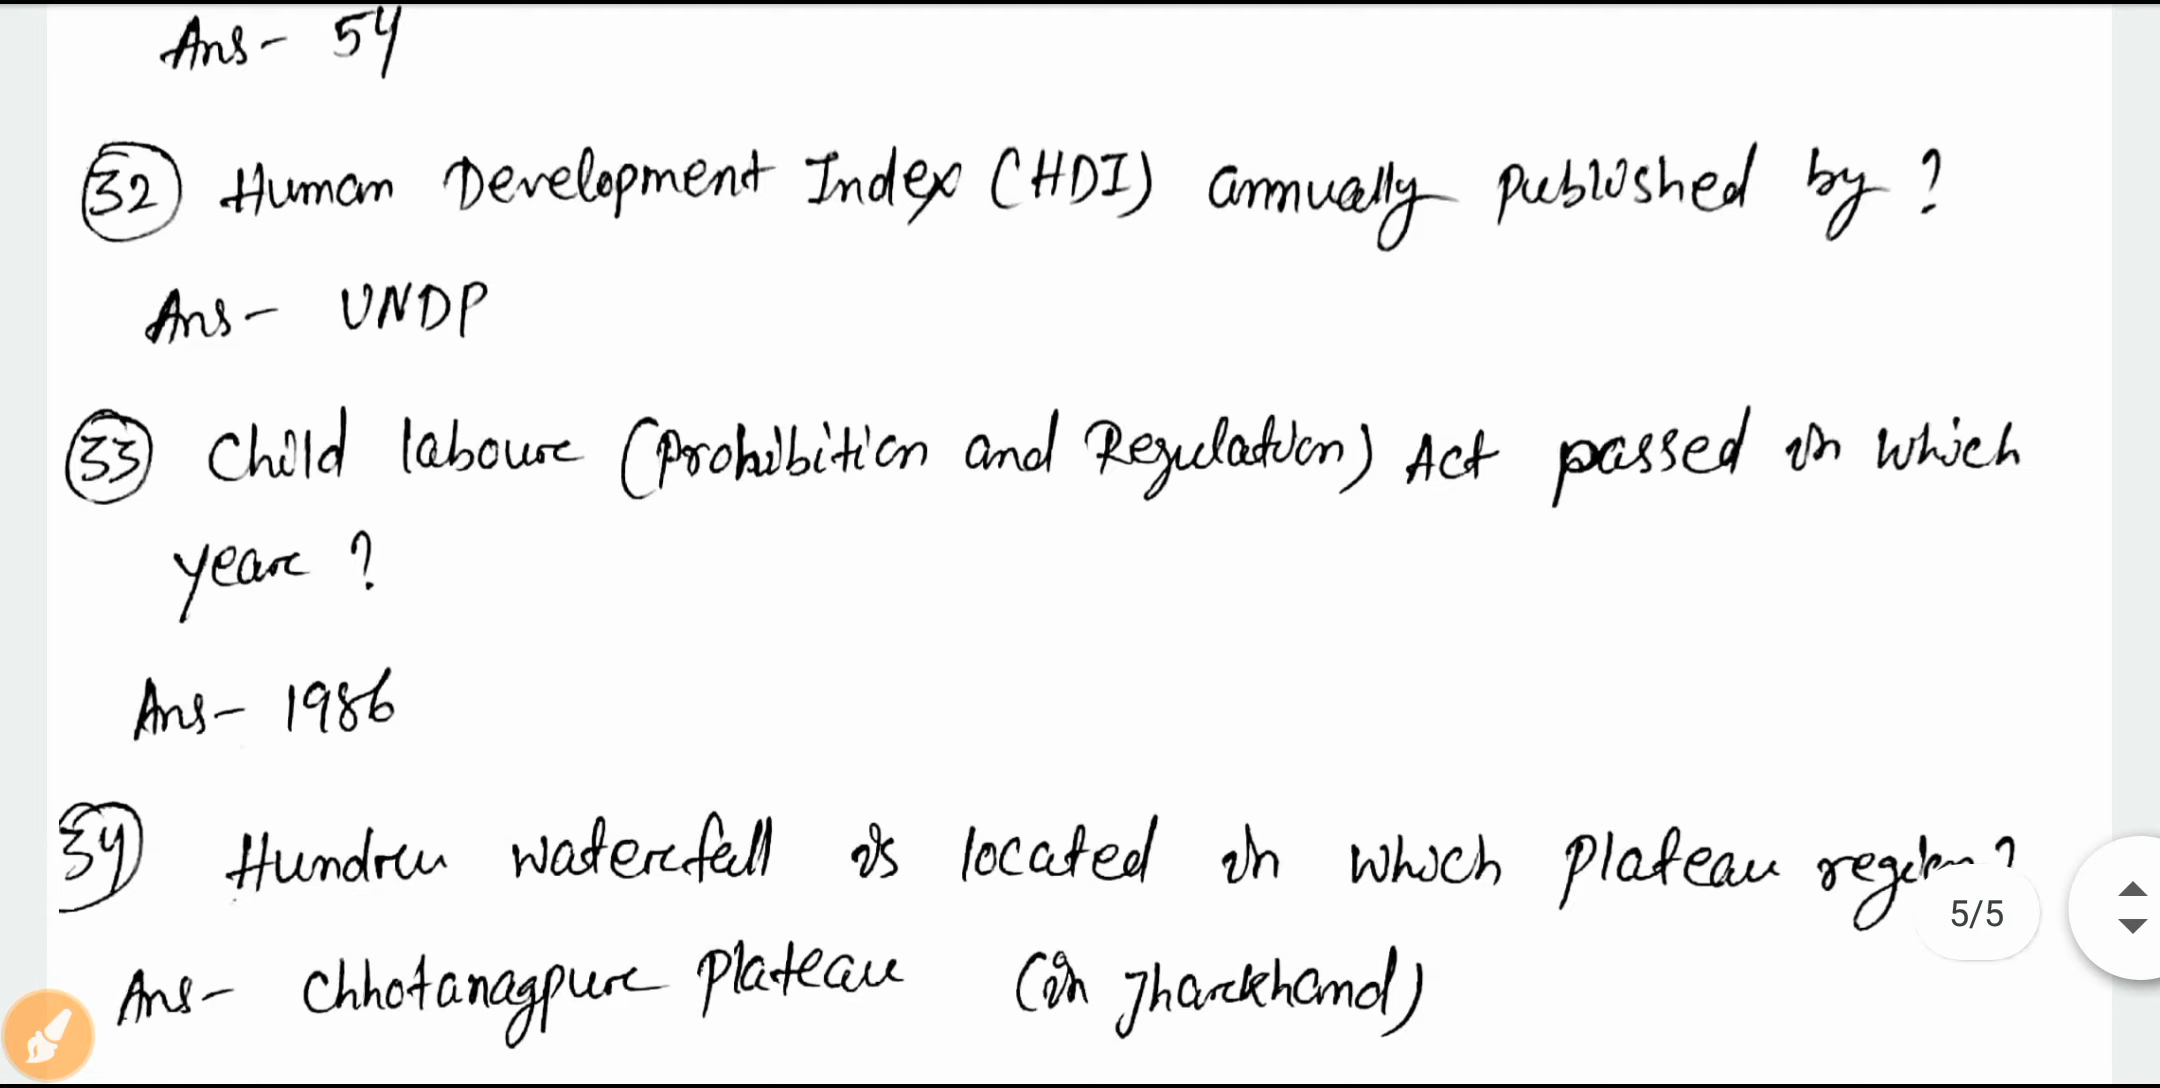 Ans- 54
32 Human Development Index (HDI) annually published by ?
Ans- UNDP
33 Child labour (Prohibition and Regulation) Act passed in which
year ?
Ans- 1986
34 Hundru waterfall is located in which Plateau region?
5/5
Ans- Chhotanagpur Plateau (in Jharkhand)